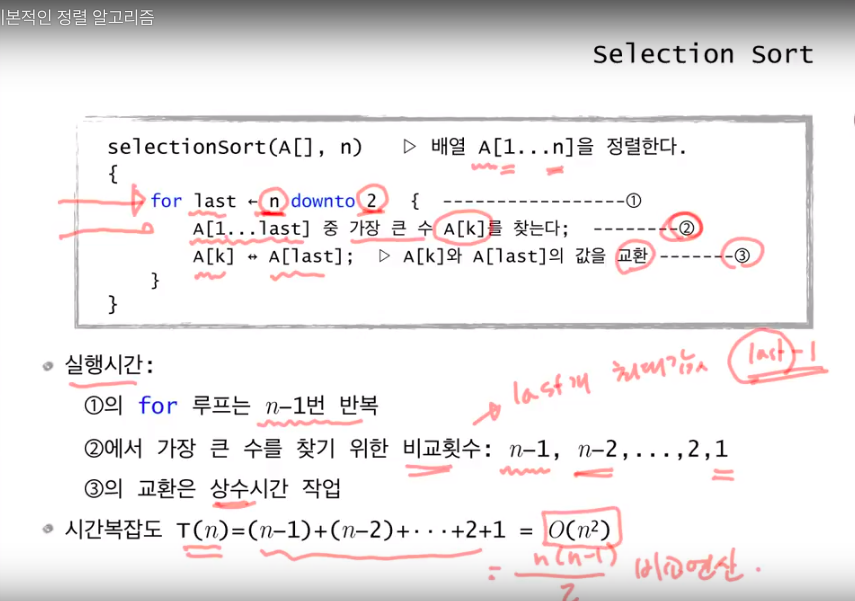 기본적인 정렬 알고리즘
Selection Sort
selectionSort(A[], n) ▷ 배열 A[1...n]을 정렬한다.
{
for last ← n downto 2 { ------------------①
A[1...last] 중 가장 큰 수 A[k]를 찾는다; ---------②
A[k] ↔ A[last]; ▷ A[k]와 A[last]의 값을 교환 -------③
}
}
실행시간:
last개 최대값 last-1
①의 for 루프는 n-1번 반복
②에서 가장 큰 수를 찾기 위한 비교횟수: n-1, n-2,...,2,1
③의 교환은 상수시간 작업
시간복잡도 T(n)=(n-1)+(n-2)+···+2+1 = O(n²)
= n(n-1)/2 비교연산.